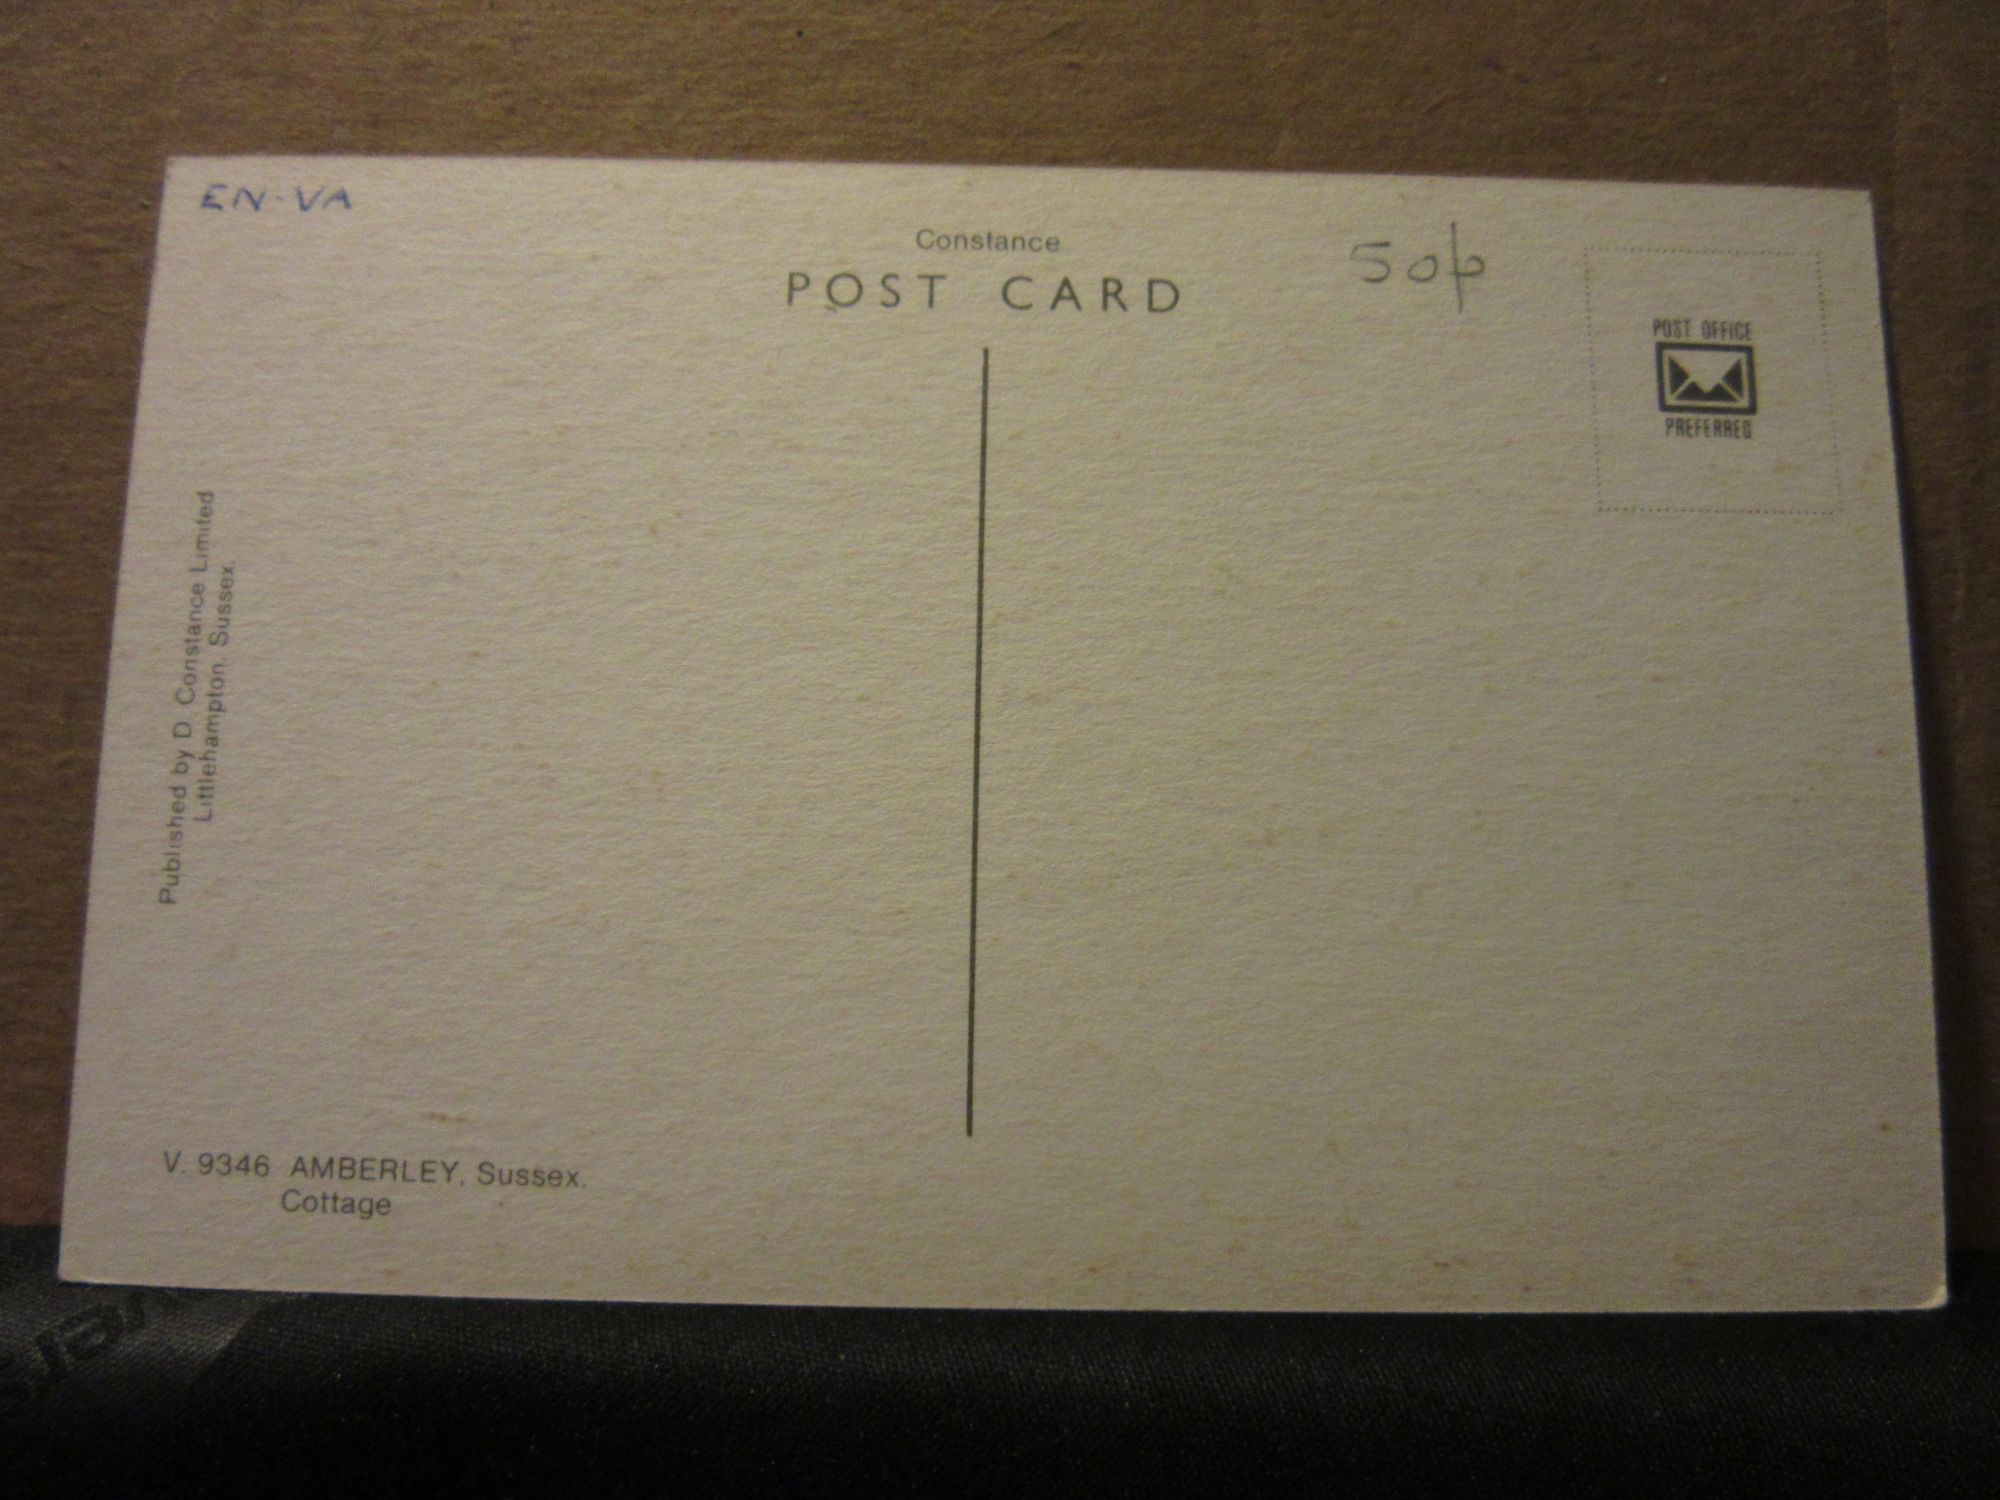 EN-VA
Constance
POST CARD
50p
POST OFFICE
PREFERRED
Published by D. Constance Limited
Littlehampton, Sussex.
V. 9346 AMBERLEY, Sussex.
Cottage